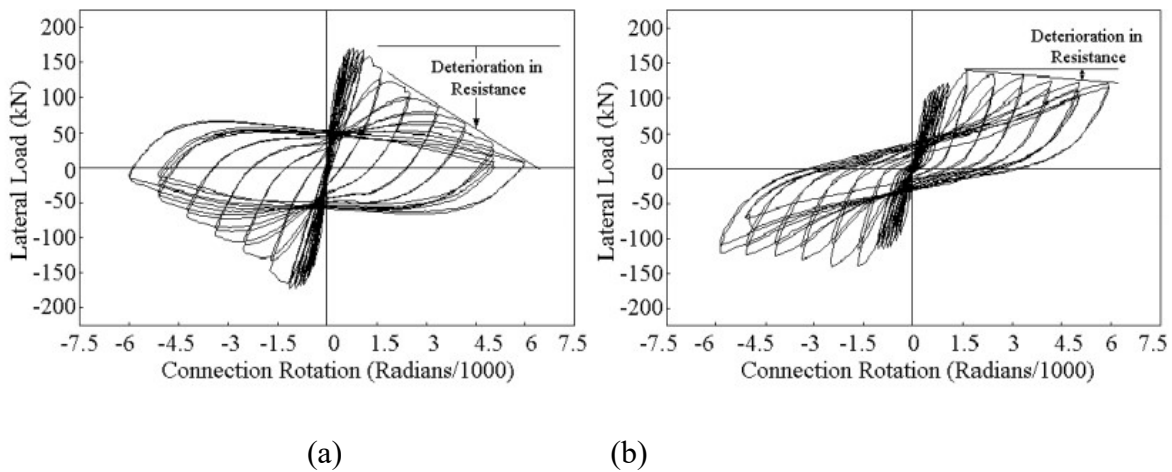 200
150
100
50
0
-50
-100
-150
-200
Lateral Load (kN)
Deterioration in
Resistance
-7.5 -6 -4.5 -3 -1.5 0 1.5 3 4.5 6 7.5
Connection Rotation (Radians/1000)
(a)
200
150
100
50
0
-50
-100
-150
-200
Lateral Load (kN)
Deterioration in
Resistance
-7.5 -6 -4.5 -3 -1.5 0 1.5 3 4.5 6 7.5
Connection Rotation (Radians/1000)
(b)